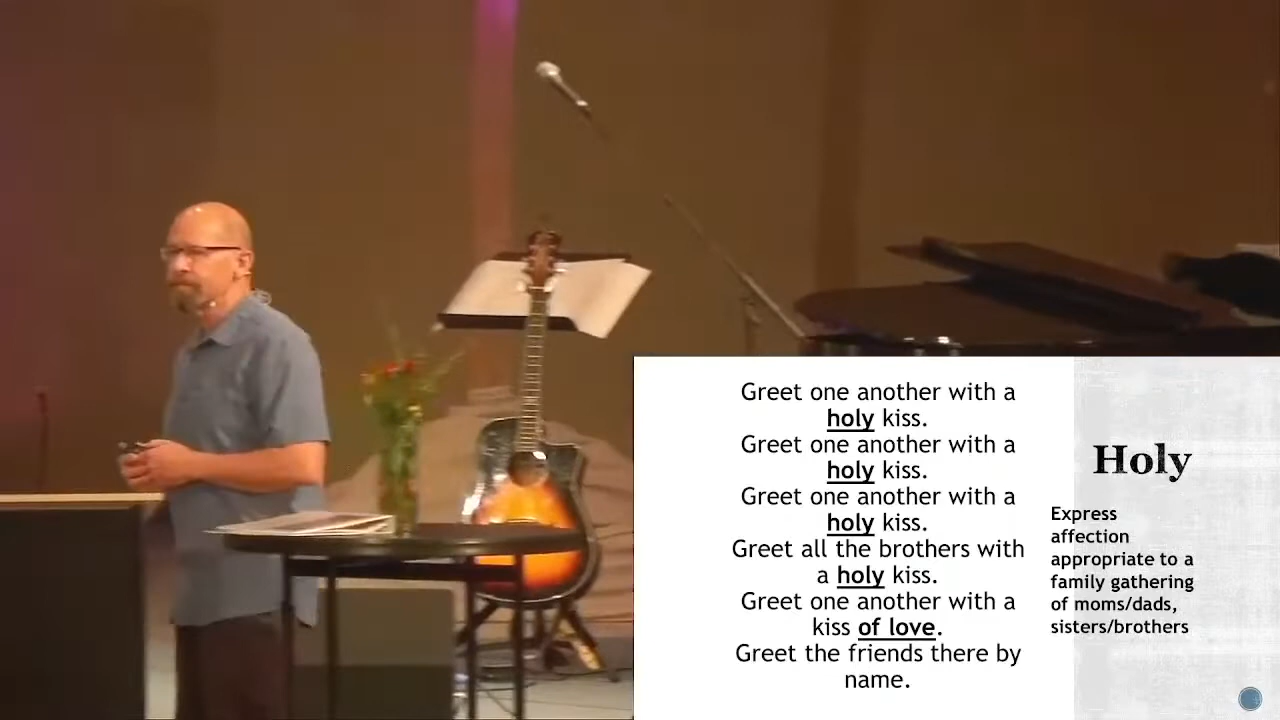 Greet one another with a
holy kiss.
Greet one another with a
holy kiss.
Greet one another with a
holy kiss.
Greet all the brothers with
a holy kiss.
Greet one another with a
kiss of love.
Greet the friends there by
name.
Holy
Express
affection
appropriate to a
family gathering
of moms/dads,
sisters/brothers